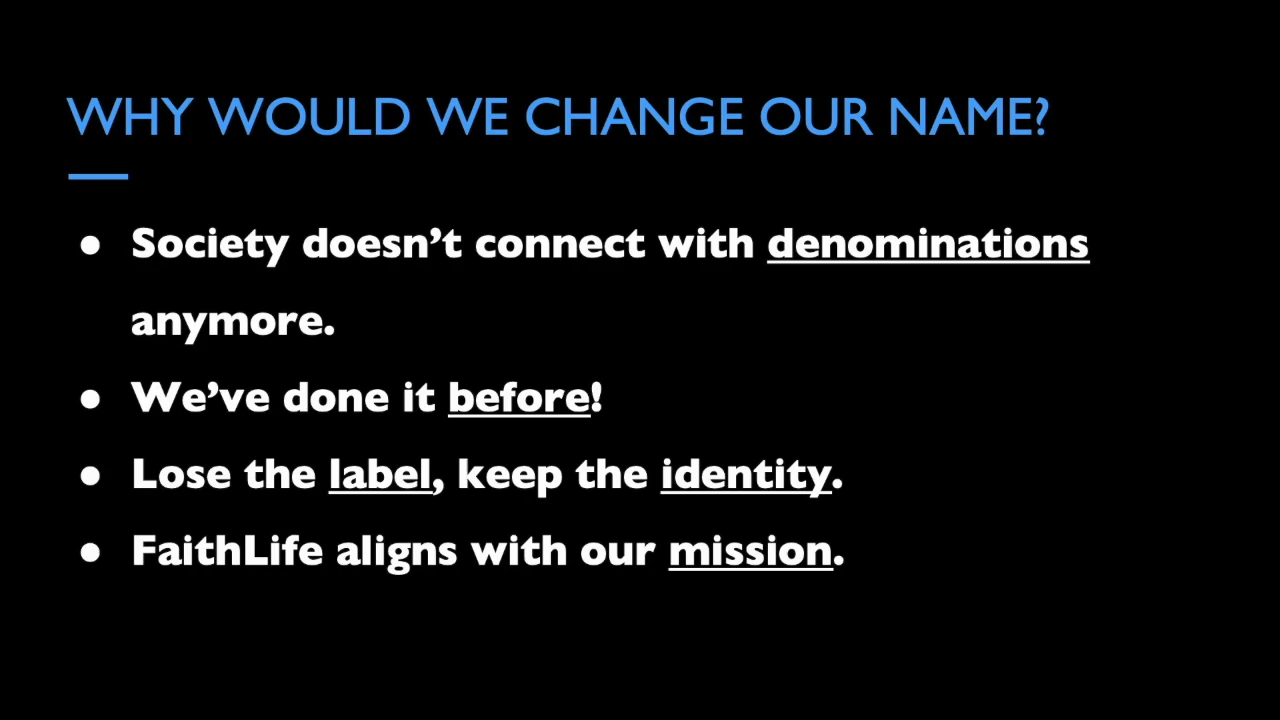 WHY WOULD WE CHANGE OUR NAME?
● Society doesn’t connect with denominations
anymore.
● We’ve done it before!
● Lose the label, keep the identity.
● FaithLife aligns with our mission.